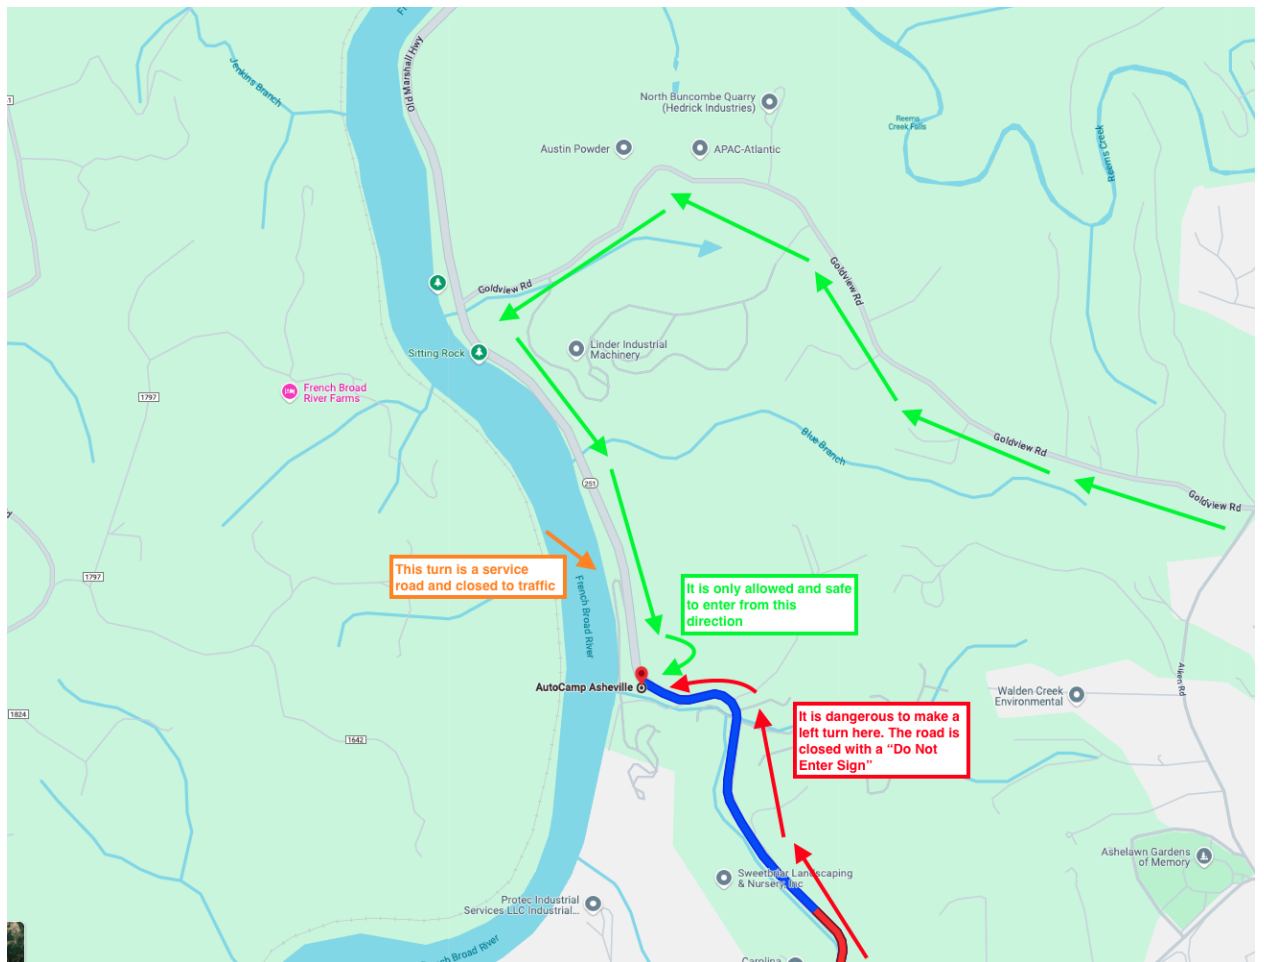 Fr
Jenkins Branch
Old Marshall Hwy
1
North Buncombe Quarry
(Hedrick Industries)
Reems
Creek Falls
Reems Creek
Austin Powder
APAC-Atlantic
Goldview Rd
Goldview Rd
Sitting Rock
Linder Industrial
Machinery
1797
French Broad
River Farms
Blue Branch
Goldview Rd
251
Goldview Rd
1797
This turn is a service
road and closed to traffic
French Broad River
It is only allowed and safe
to enter from this
direction
AutoCamp Asheville
Aiken Rd
Walden Creek
Environmental
1824
1642
It is dangerous to make a
left turn here. The road is
closed with a “Do Not
Enter Sign”
Ashelawn Gardens
of Memory
Sweetbriar Landscaping
& Nursery, Inc
Protec Industrial
Services LLC Industrial...
ch Broad River
Carolina